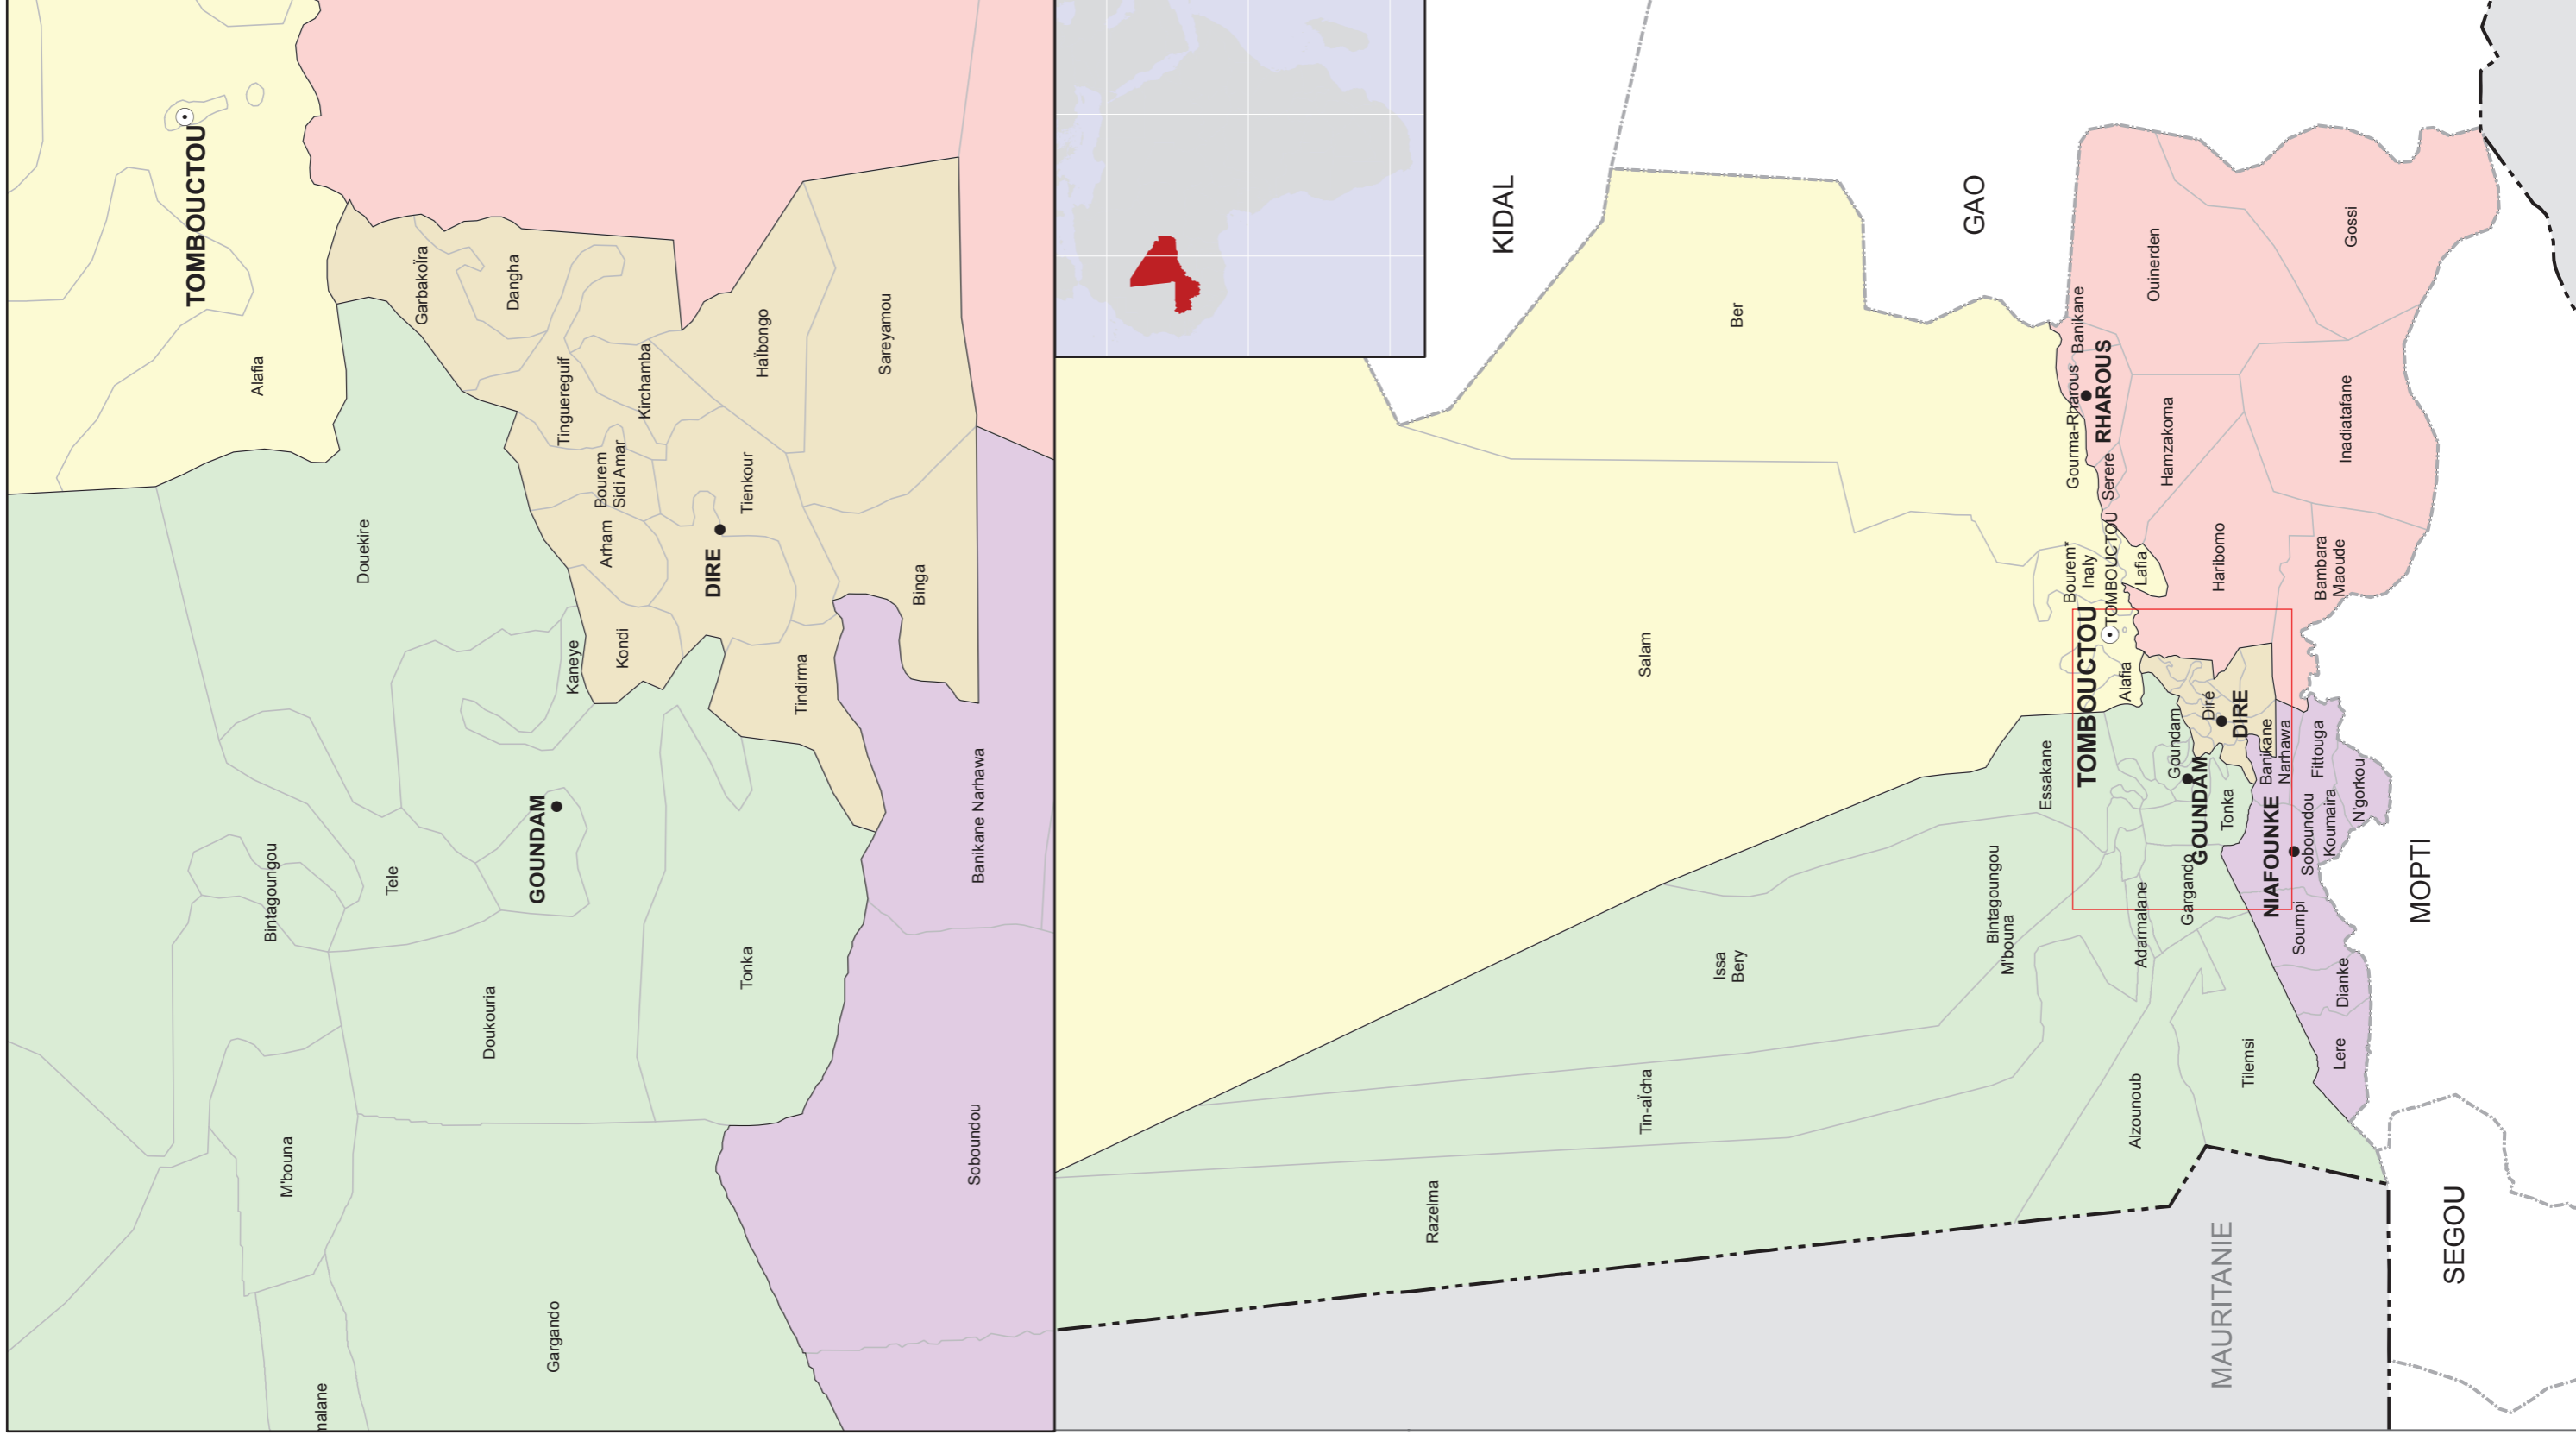 TOMBOUCTOU
Alafia
Douekire
Garbakoïra
Dangha
Tinguereguif
Kirchamba
Haïbongo
Sareyamou
Bourem
Sidi Amar
Arham
Tienkour
DIRE
Kondi
Kaneye
Binga
Tindirma
Bintagoungou
Tele
GOUNDAM
Banikane Narhawa
Tonka
Doukouria
M'bouna
Soboundou
Gargando
malane
KIDAL
GAO
Ber
Salam
Ouinerden
Gossi
Banikane
Gourma-Rharous
RHAROUS
Serere
Hamzakoma
Inadiatafane
Haribomo
Bambara
Maoude
Bourem*
Inaly
TOMBOUCTOU
Lafia
TOMBOUCTOU
Alafia
Essakane
Goundam
GOUNDAM
Diré
DIRE
Banikane
Narhawa
Fittouga
N'gorkou
Tonka
NIAFOUNKE
Soboundou
Koumaira
Gargando
Adarmalane
Soumpi
Dianke
Lere
Bintagoungou
M'bouna
Issa
Bery
Tin-aïcha
Razelma
Alzounoub
Tilemsi
MOPTI
SEGOU
MAURITANIE